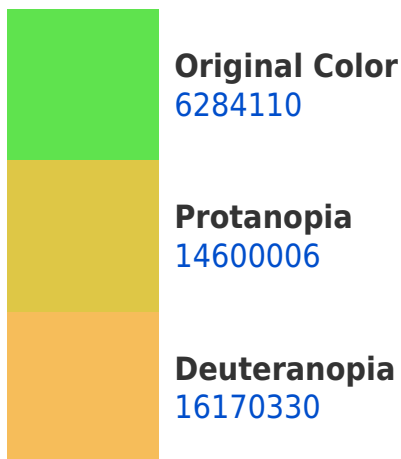 Original Color
6284110
Protanopia
14600006
Deuteranopia
16170330